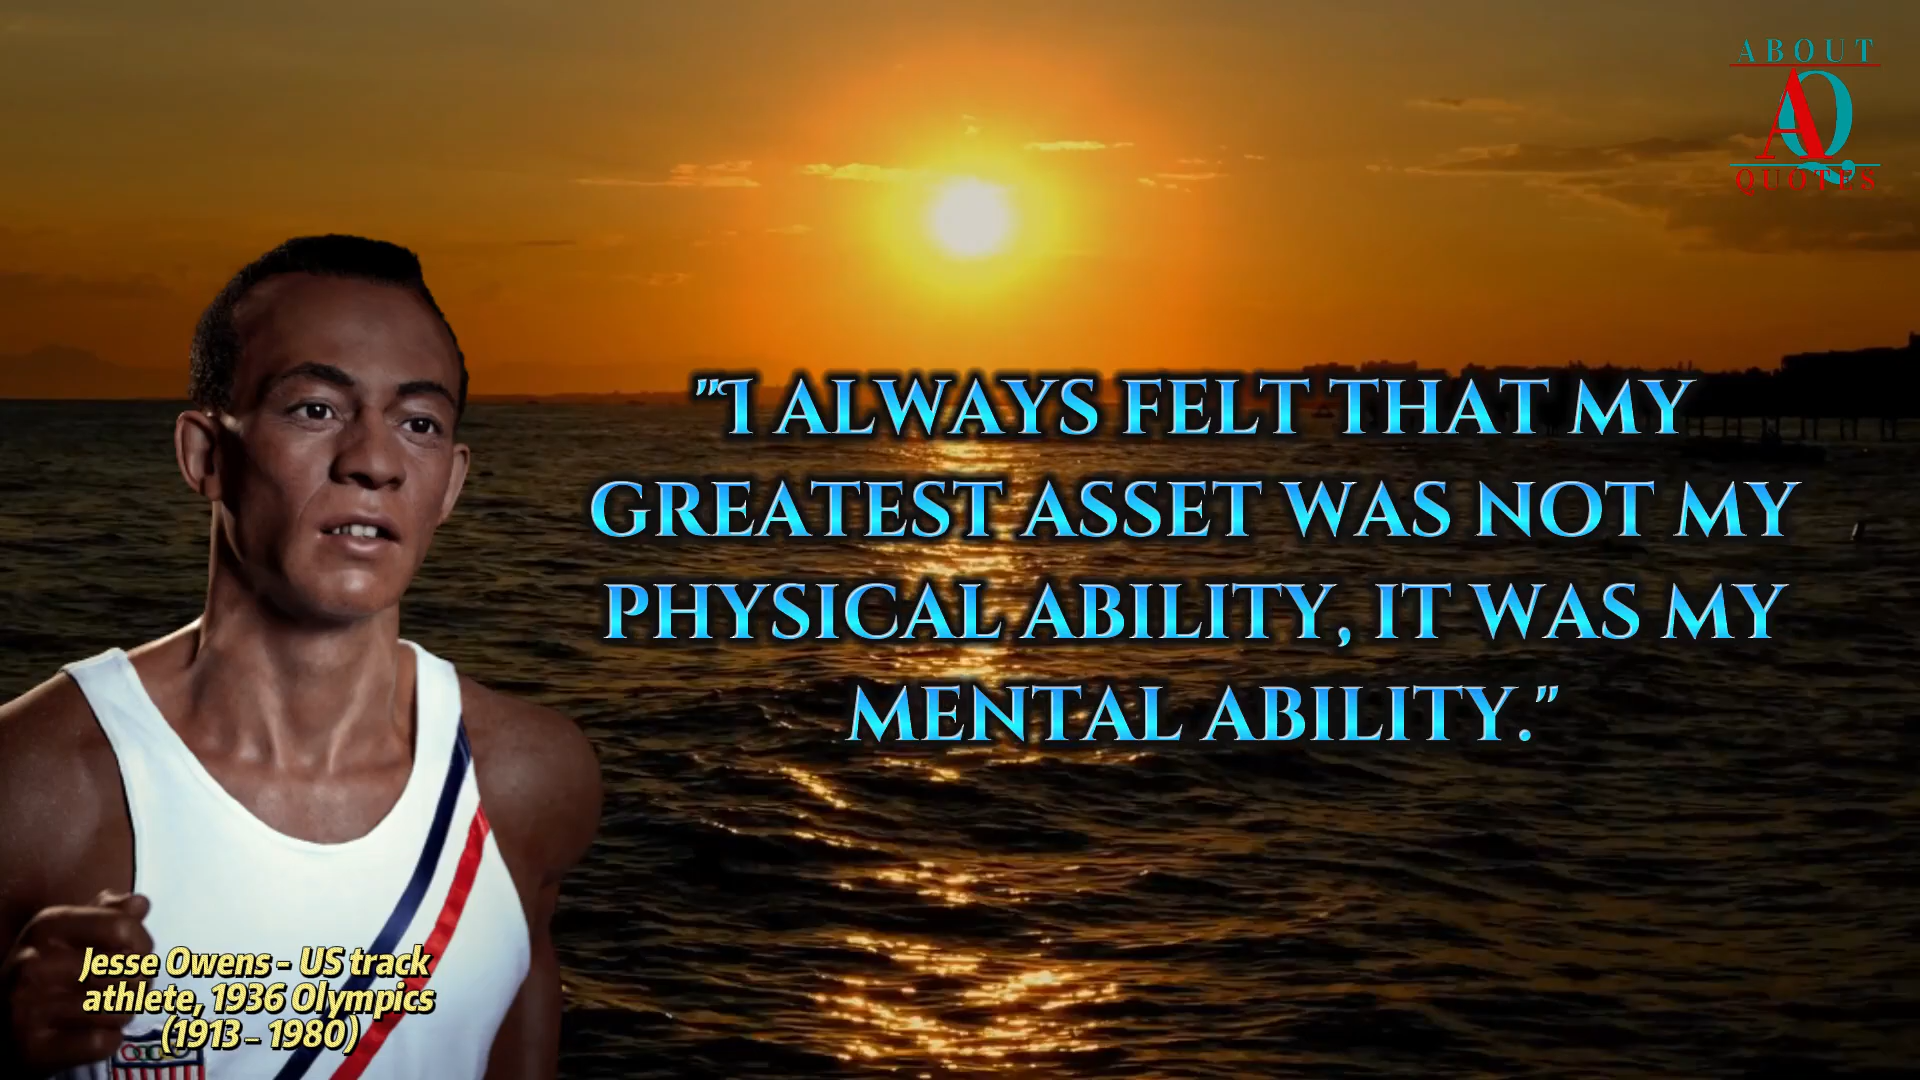 ABOUT
AQ
QUOTES
"I ALWAYS FELT THAT MY
GREATEST ASSET WAS NOT MY
PHYSICAL ABILITY, IT WAS MY
MENTAL ABILITY."
Jesse Owens - US track
athlete, 1936 Olympics
(1913 – 1980)